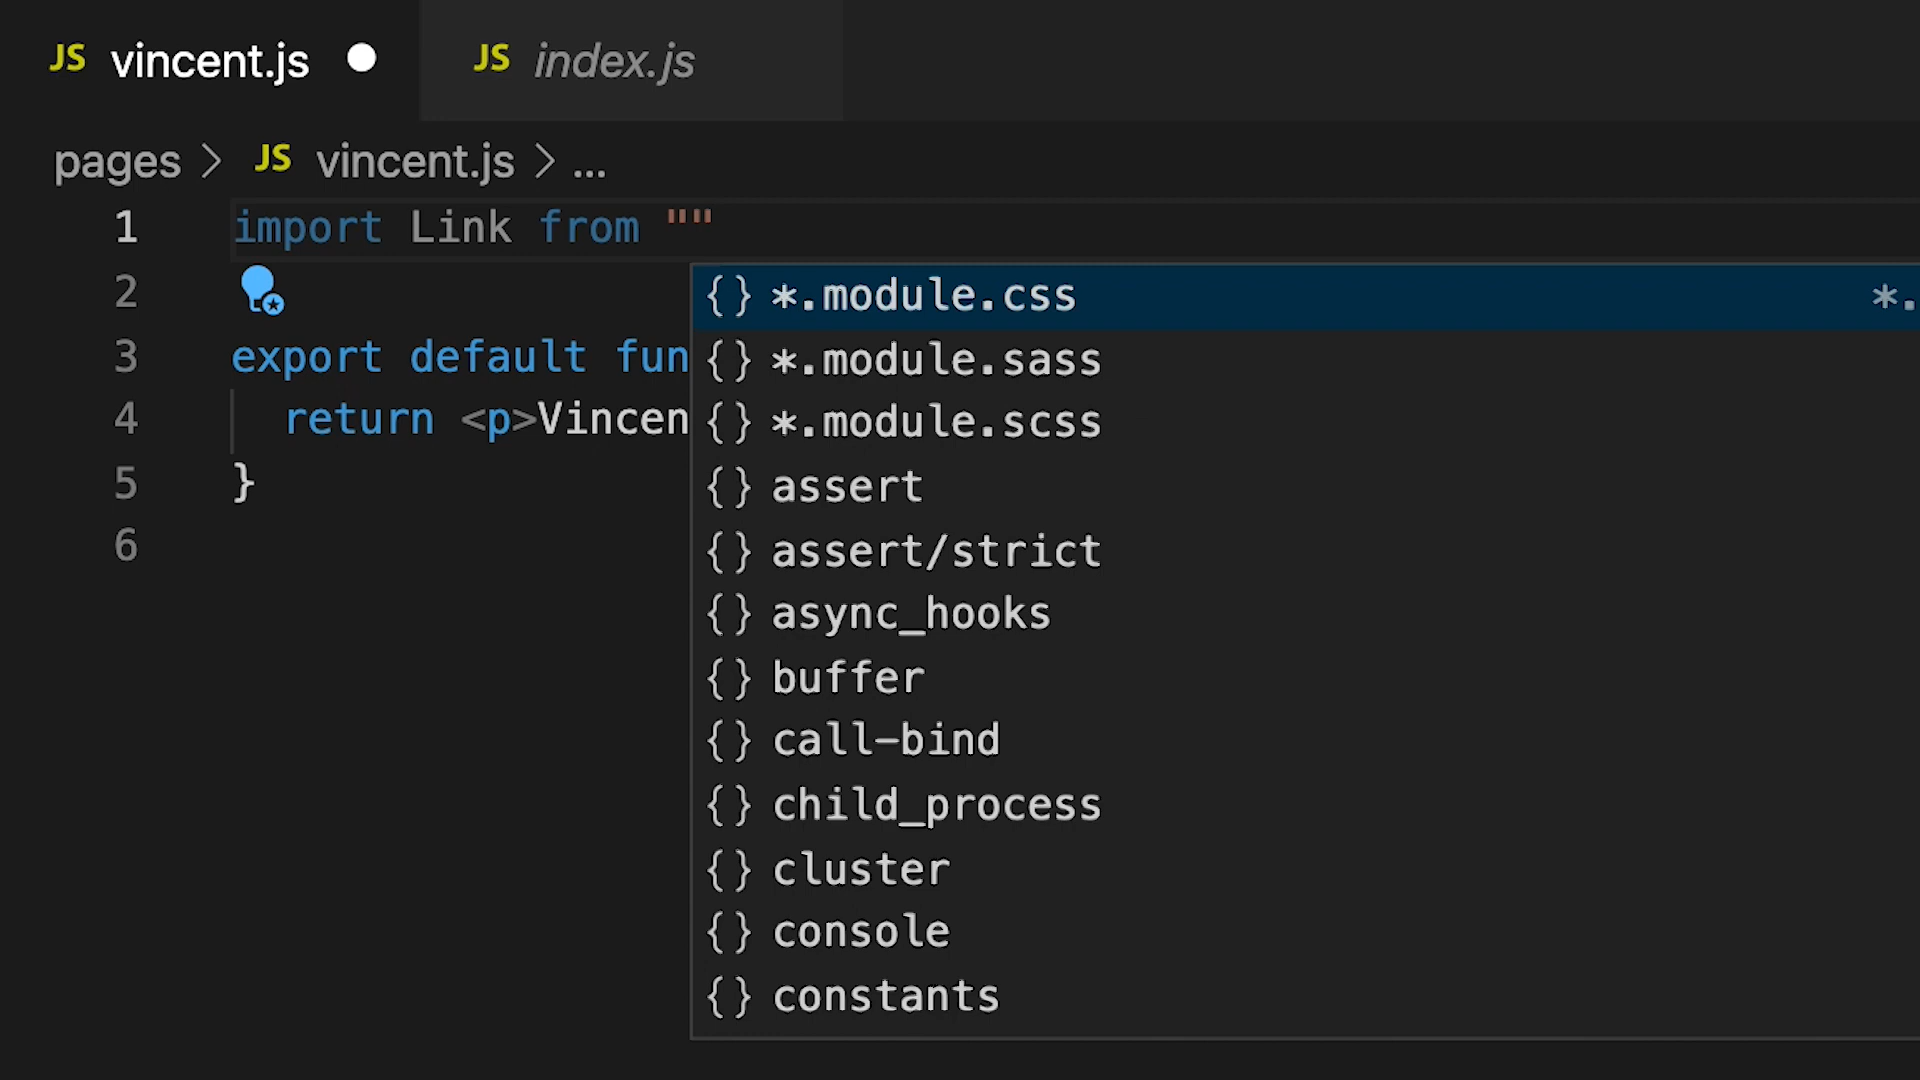 JS vincent.js JS index.js
pages > JS vincent.js > ...
1 import Link from ""
2
3 export default fun
4 return <p>Vincen
5 }
6
{} *.module.css *.
{} *.module.sass
{} *.module.scss
{} assert
{} assert/strict
{} async_hooks
{} buffer
{} call-bind
{} child_process
{} cluster
{} console
{} constants